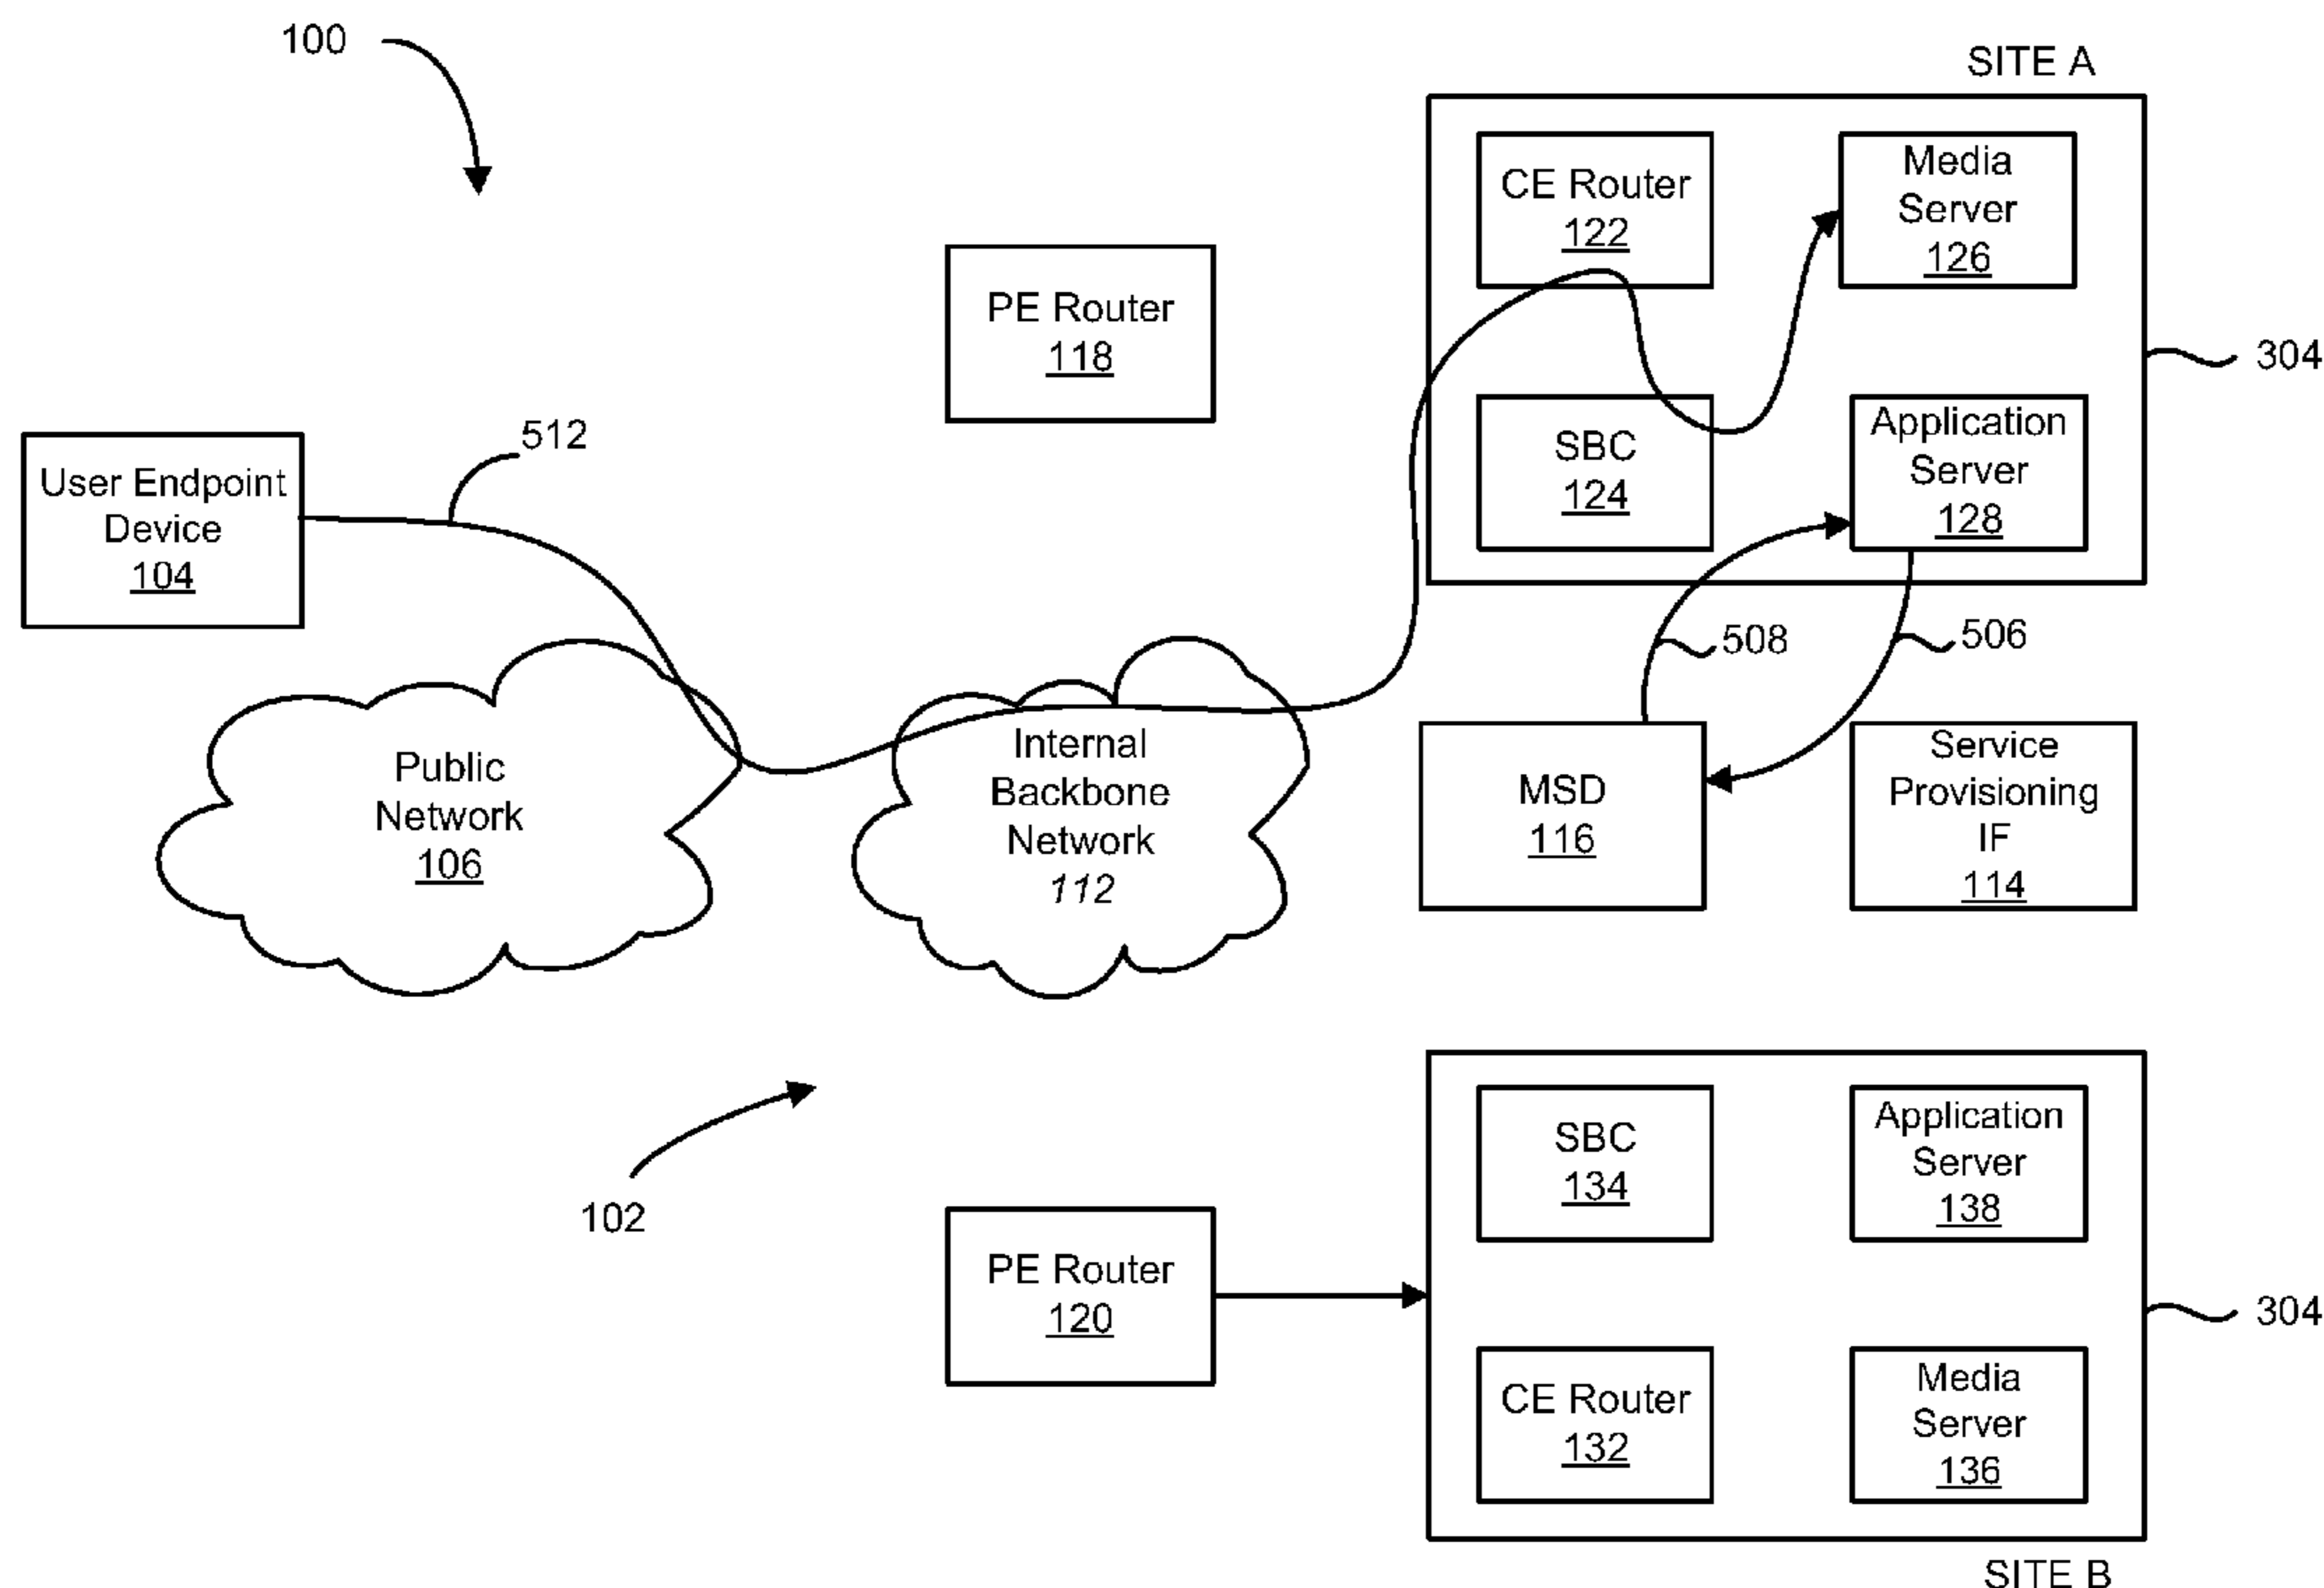 100
SITE A
CE Router
122
Media
Server
126
PE Router
118
304
User Endpoint
Device
104
512
SBC
124
Application
Server
128
508
506
Public
Network
106
Internal
Backbone
Network
112
MSD
116
Service
Provisioning
IF
114
102
SBC
134
Application
Server
138
PE Router
120
304
CE Router
132
Media
Server
136
SITE B